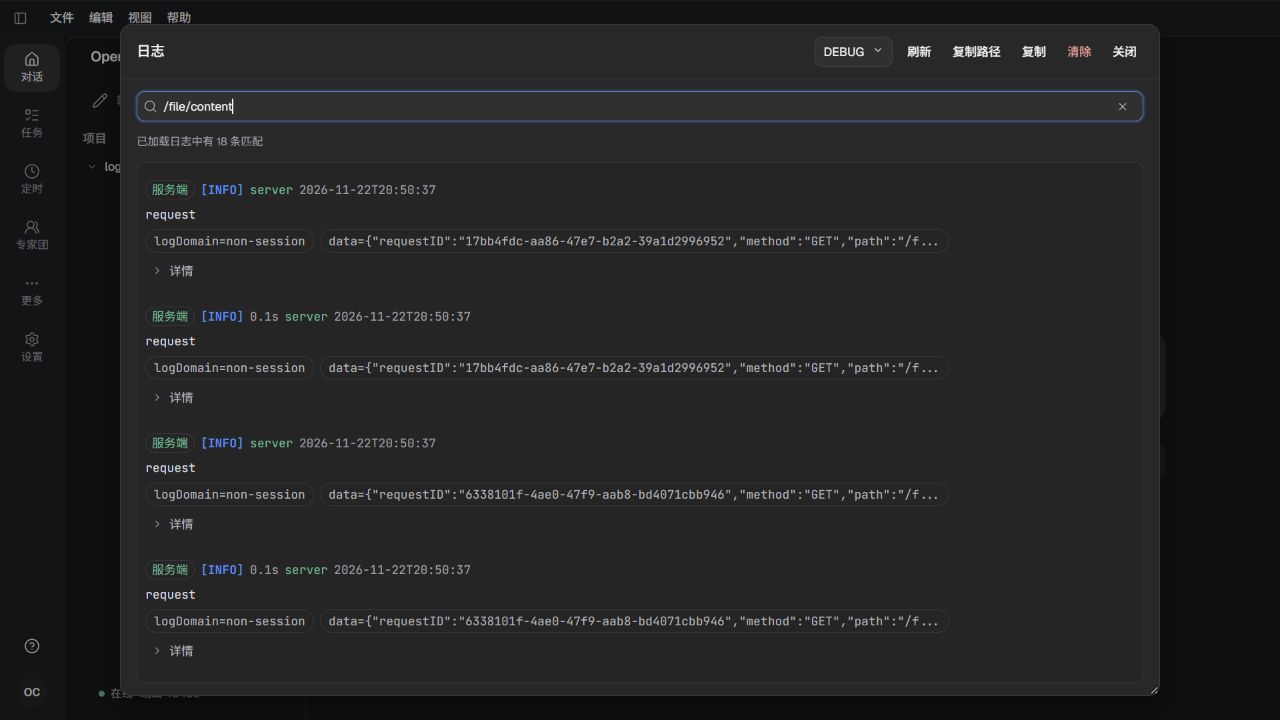 文件 编辑 视图 帮助
日志
DEBUG 刷新 复制路径 复制 清除 关闭
Oper
对话
/file/content
任务
项目
已加载日志中有 18 条匹配
log
定时
服务端 [INFO] server 2026-11-22T20:50:37
request
专家团
logDomain=non-session data={"requestID":"17bb4fdc-aa86-47e7-b2a2-39a1d2996952","method":"GET","path":"/f...
详情
更多
服务端 [INFO] 0.1s server 2026-11-22T20:50:37
request
设置
logDomain=non-session data={"requestID":"17bb4fdc-aa86-47e7-b2a2-39a1d2996952","method":"GET","path":"/f...
详情
服务端 [INFO] server 2026-11-22T20:50:37
request
logDomain=non-session data={"requestID":"6338101f-4ae0-47f9-aab8-bd4071cbb946","method":"GET","path":"/f...
详情
服务端 [INFO] 0.1s server 2026-11-22T20:50:37
request
logDomain=non-session data={"requestID":"6338101f-4ae0-47f9-aab8-bd4071cbb946","method":"GET","path":"/f...
详情
OC